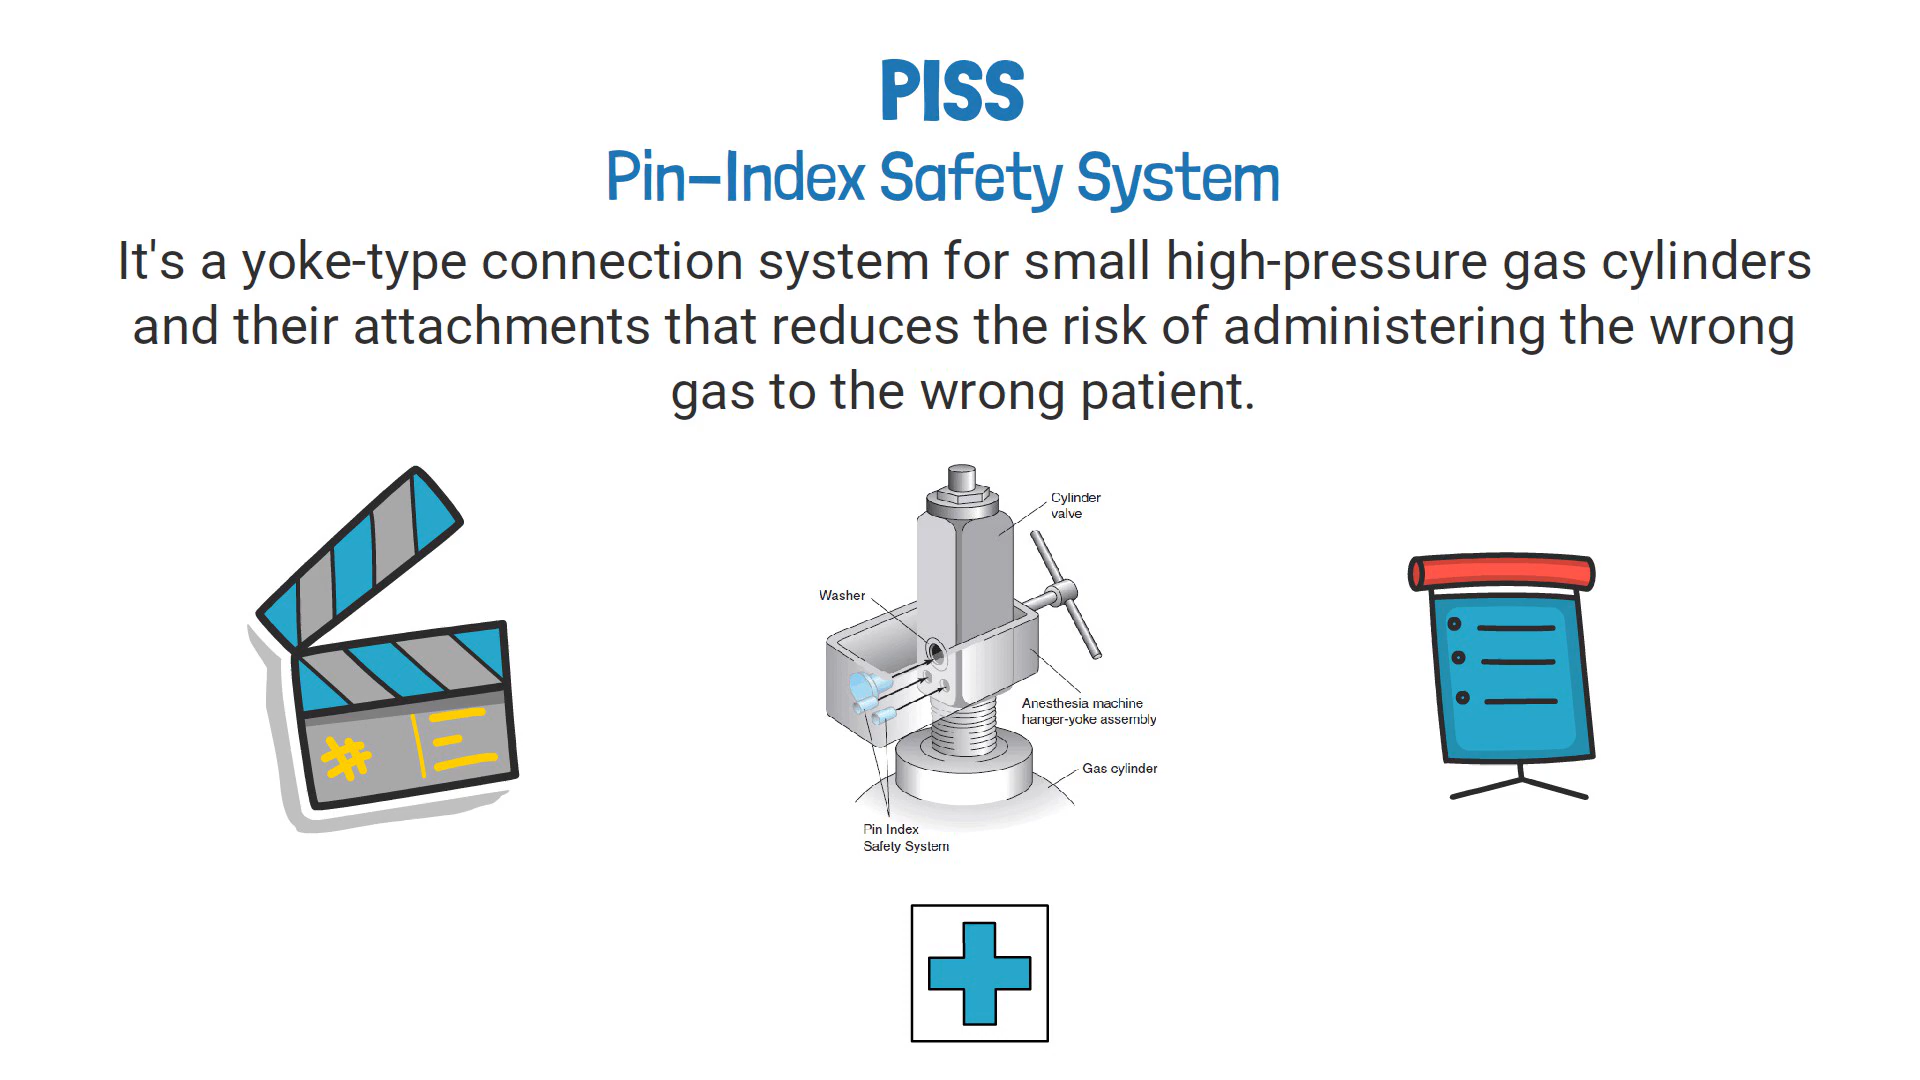 PISS
Pin-Index Safety System
It's a yoke-type connection system for small high-pressure gas cylinders
and their attachments that reduces the risk of administering the wrong
gas to the wrong patient.
Cylinder
valve
Washer
Anesthesia machine
hanger-yoke assembly
Gas cylinder
Pin Index
Safety System
#